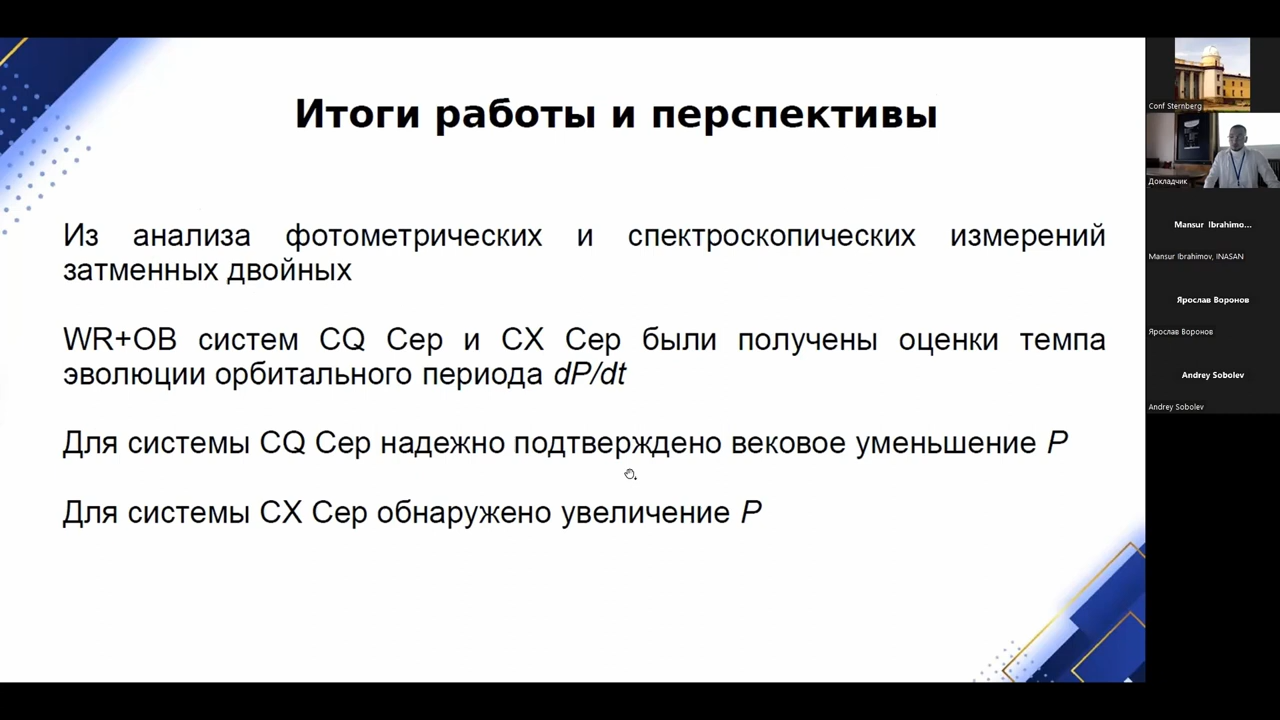 Итоги работы и перспективы
Из анализа фотометрических и спектроскопических измерений
затменных двойных
WR+OB систем CQ Cep и CX Cep были получены оценки темпа
эволюции орбитального периода dP/dt
Для системы CQ Cep надежно подтверждено вековое уменьшение P
Для системы CX Cep обнаружено увеличение P
Conf Sternberg
Докладчик
Mansur Ibrahimo...
Mansur Ibrahimov, INASAN
Ярослав Воронов
Ярослав Воронов
Andrey Sobolev
Andrey Sobolev